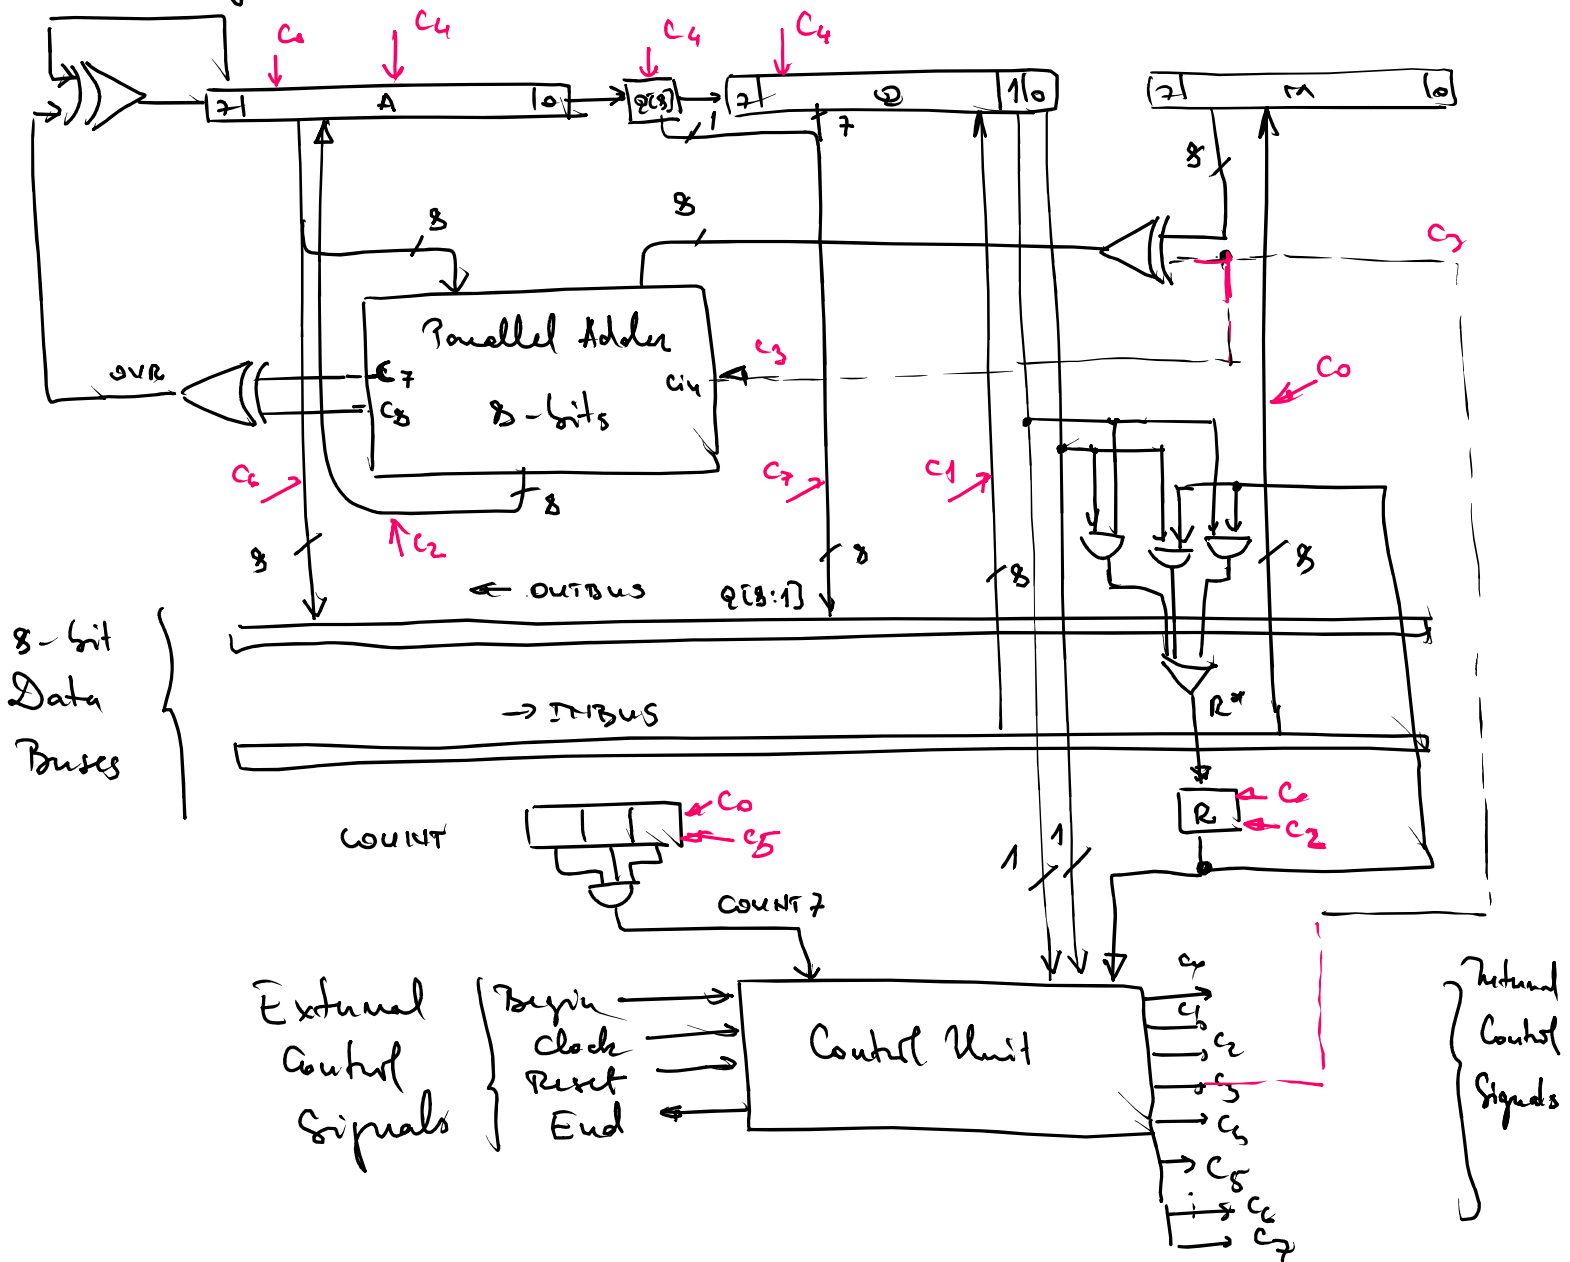 C0 C4 C4 C4
7 A 0 Q[8] 7 Q 1 0 7 M 0
1 7
8
8 8
C3
Parallel Adder
C3
OVR C7 Cin C0
C8 8-bits
C6 C7 C1
8
C2
8 8 8 8
← OUTBUS Q[8:1]
8-bit
Data
Buses
R*
→ INBUS
C0
C0
R
COUNT C5 C2
1 1
COUNT7
External
Control
Signals
Begin
Clock
Reset
End
Control Unit
C1
C2
C3
C5
C6
C7
Internal
Control
Signals